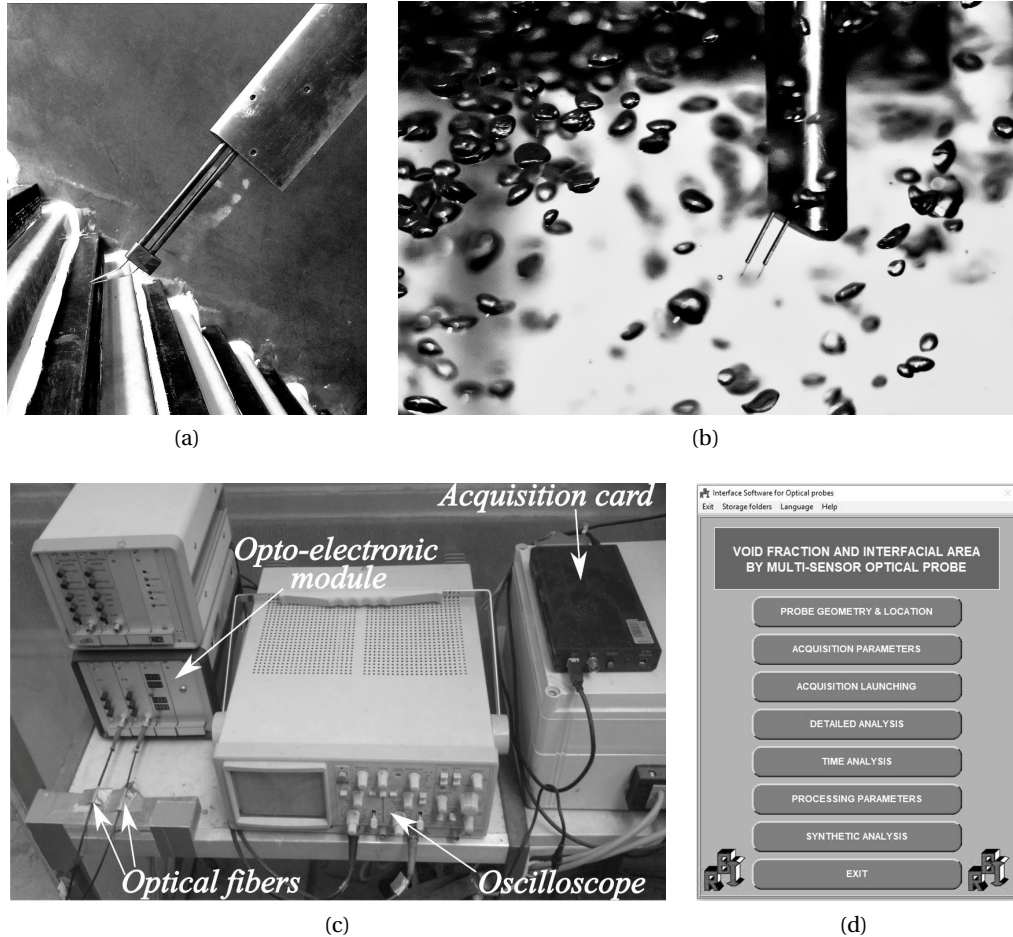 (a)
(b)
Acquisition card
Opto-electronic
module
Optical fibers
Oscilloscope
(c)
Interface Software for Optical probes
Exit Storage folders Language Help
VOID FRACTION AND INTERFACIAL AREA
BY MULTI-SENSOR OPTICAL PROBE
PROBE GEOMETRY & LOCATION
ACQUISITION PARAMETERS
ACQUISITION LAUNCHING
DETAILED ANALYSIS
TIME ANALYSIS
PROCESSING PARAMETERS
SYNTHETIC ANALYSIS
EXIT
RBI
RBI
(d)